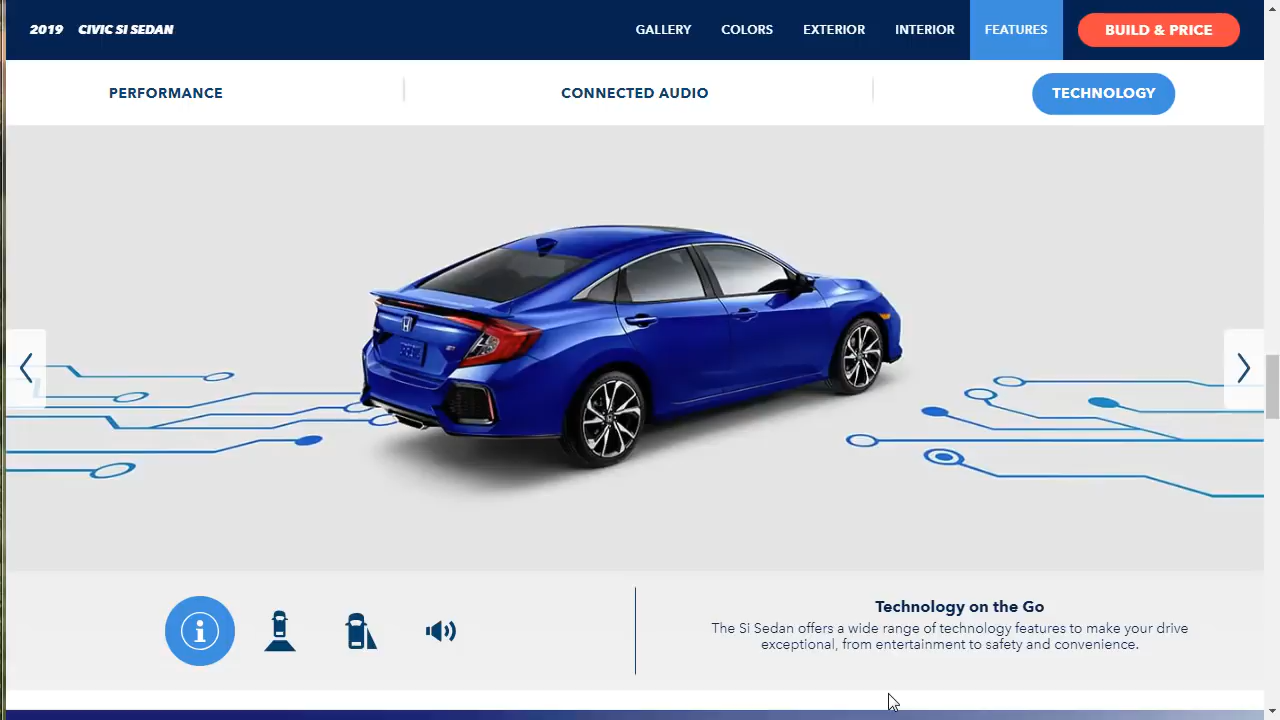 2019 CIVIC SI SEDAN GALLERY COLORS EXTERIOR INTERIOR FEATURES BUILD & PRICE
PERFORMANCE CONNECTED AUDIO TECHNOLOGY
Technology on the Go
The Si Sedan offers a wide range of technology features to make your drive
exceptional, from entertainment to safety and convenience.